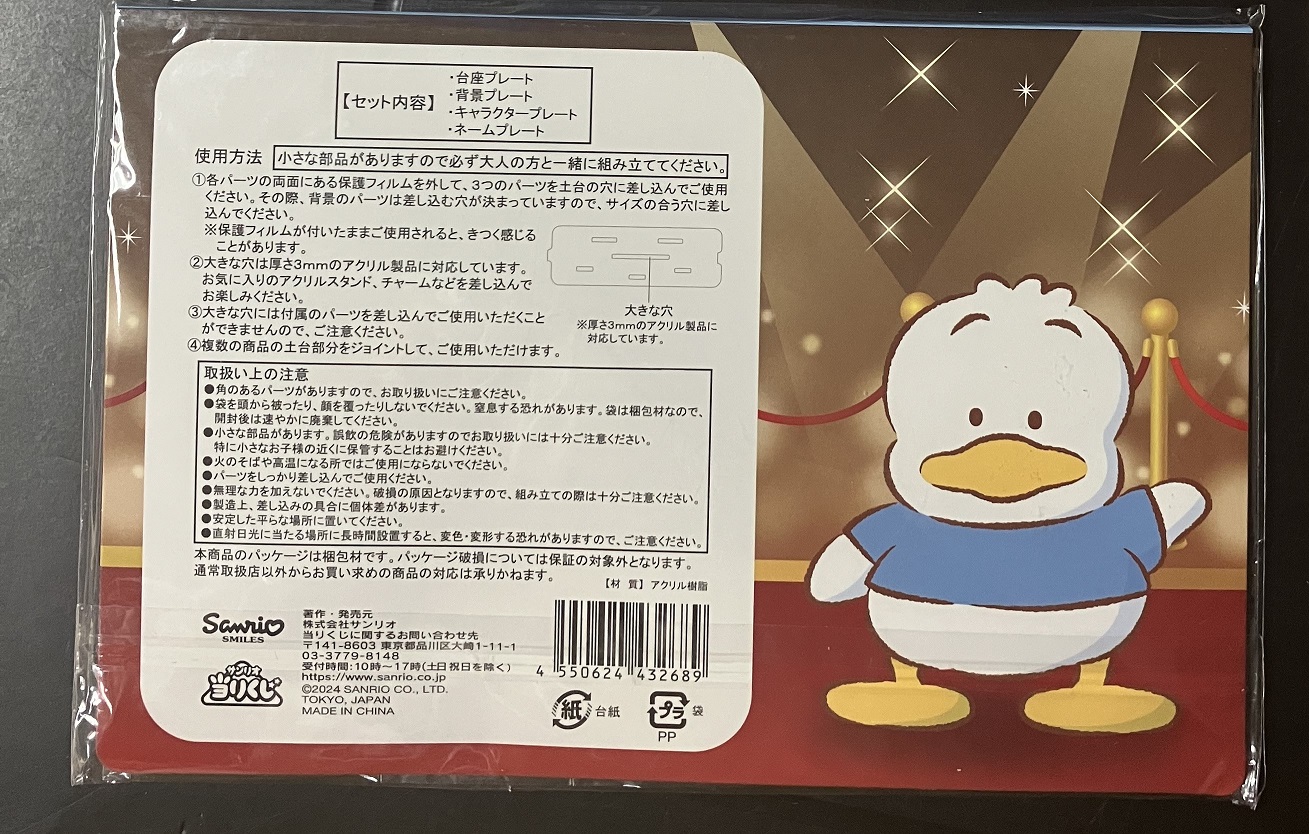 【セット内容】
・台座プレート
・背景プレート
・キャラクタープレート
・ネームプレート
使用方法 小さな部品がありますので必ず大人の方と一緒に組み立ててください。
①各パーツの両面にある保護フィルムを外して、3つのパーツを土台の穴に差し込んでご使用
ください。その際、背景のパーツは差し込む穴が決まっていますので、サイズの合う穴に差し
込んでください。
※保護フィルムが付いたままご使用されると、きつく感じる
ことがあります。
②大きな穴は厚さ3mmのアクリル製品に対応しています。
お気に入りのアクリルスタンド、チャームなどを差し込んで
お楽しみください。
③大きな穴には付属のパーツを差し込んでご使用いただくこと
ができませんので、ご注意ください。
④複数の商品の土台部分をジョイントして、ご使用いただけます。
大きな穴
※厚さ3mmのアクリル製品に
対応しています。
取扱い上の注意
●角のあるパーツがありますので、お取り扱いにご注意ください。
●袋を頭から被ったり、顔を覆ったりしないでください。窒息する恐れがあります。袋は梱包材なので、
開封後は速やかに廃棄してください。
●小さな部品があります。誤飲の危険がありますのでお取り扱いには十分ご注意ください。
特に小さなお子様の近くに保管することはお避けください。
●火のそばや高温になる所ではご使用にならないでください。
●パーツをしっかり差し込んでご使用ください。
●無理な力を加えないでください。破損の原因となりますので、組み立ての際は十分ご注意ください。
●製造上、差し込みの具合に個体差があります。
●安定した平らな場所に置いてください。
●直射日光に当たる場所に長時間設置すると、変色・変形する恐れがありますので、ご注意ください。
本商品のパッケージは梱包材です。パッケージ破損については保証の対象外となります。
通常取扱店以外からお買い求めの商品の対応は承りかねます。
【材 質】アクリル樹脂
Sanrio
SMILES
サンリオ
当りくじ
著作・発売元
株式会社サンリオ
当りくじに関するお問い合わせ先
〒141-8603 東京都品川区大崎1-11-1
03-3779-8148
受付時間:10時〜17時(土日祝日を除く)
https://www.sanrio.co.jp
©2024 SANRIO CO., LTD.
TOKYO, JAPAN
MADE IN CHINA
4 550624 432689
紙 台紙
プラ 袋
PP